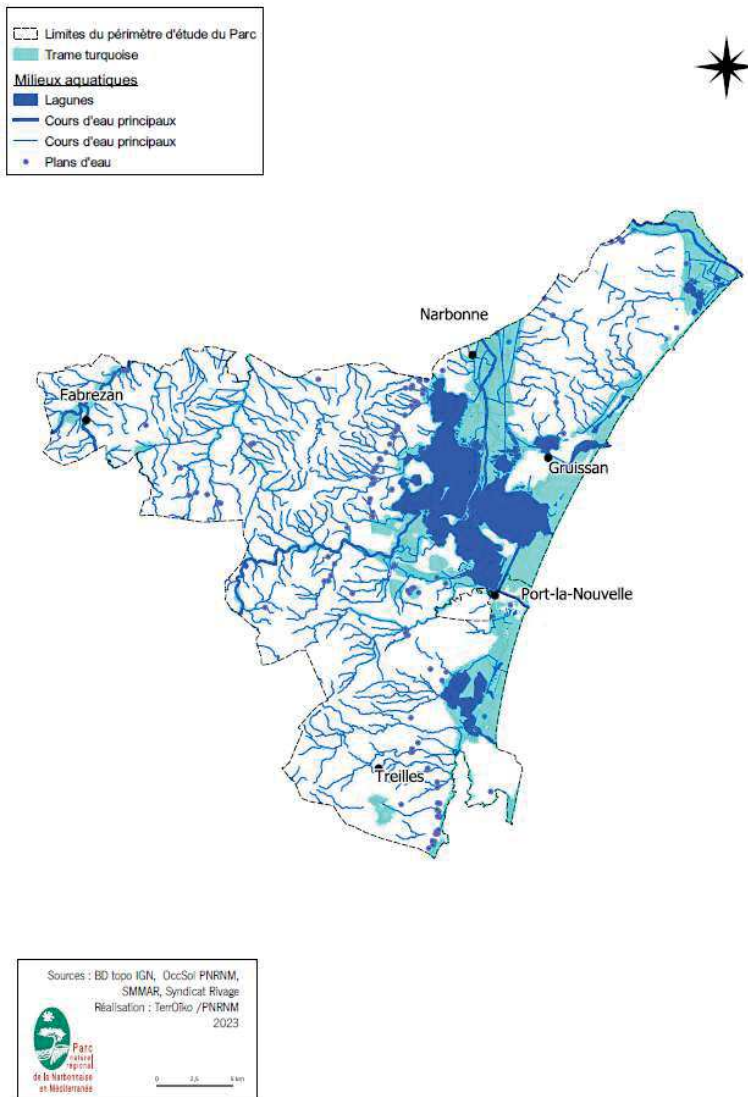 Limites du périmètre d'étude du Parc
Trame turquoise
Milieux aquatiques
Lagunes
Cours d'eau principaux
Cours d'eau principaux
Plans d'eau
Narbonne
Fabrezan
Gruissan
Port-la-Nouvelle
Treilles
Sources : BD topo IGN, OccSol PNRNM,
SMMAR, Syndicat Rivage
Réalisation : TerrOïko /PNRNM
2023
Parc
naturel
régional
de la Narbonnaise
en Méditerranée
0 2,5 5 km